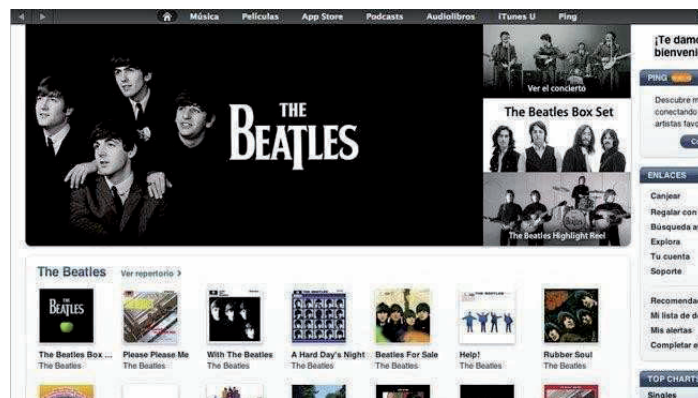 Música Películas App Store Podcasts Audiolibros iTunes U Ping
THE
BEATLES
Ver el concierto
The Beatles Box Set
The Beatles Highlight Reel
¡Te damo
bienveni
PING
Descubre m
conectando
artistas favo
ENLACES
Canjear
Regalar con
Búsqueda a
Explora
Tu cuenta
Soporte
Recomenda
Mi lista de d
Mis alertas
Completar e
TOP CHARTS
Singles
The Beatles Ver repertorio >
THE
BEATLES
The Beatles Box ... Please Please Me With The Beatles A Hard Day's Night Beatles For Sale Help! Rubber Soul
The Beatles The Beatles The Beatles The Beatles The Beatles The Beatles The Beatles